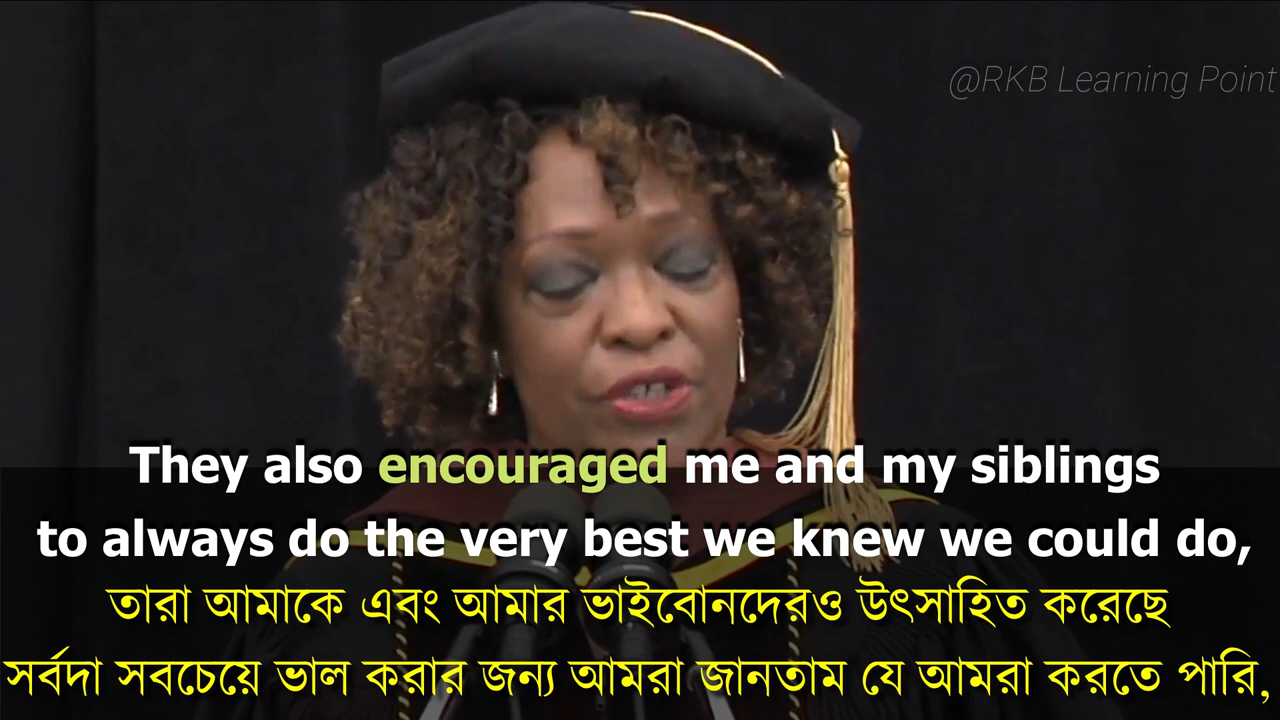 @RKB Learning Point
They also encouraged me and my siblings
to always do the very best we knew we could do,
তারা আমাকে এবং আমার ভাইবোনদেরও উৎসাহিত করেছে
সর্বদা সবচেয়ে ভাল করার জন্য আমরা জানতাম যে আমরা করতে পারি,